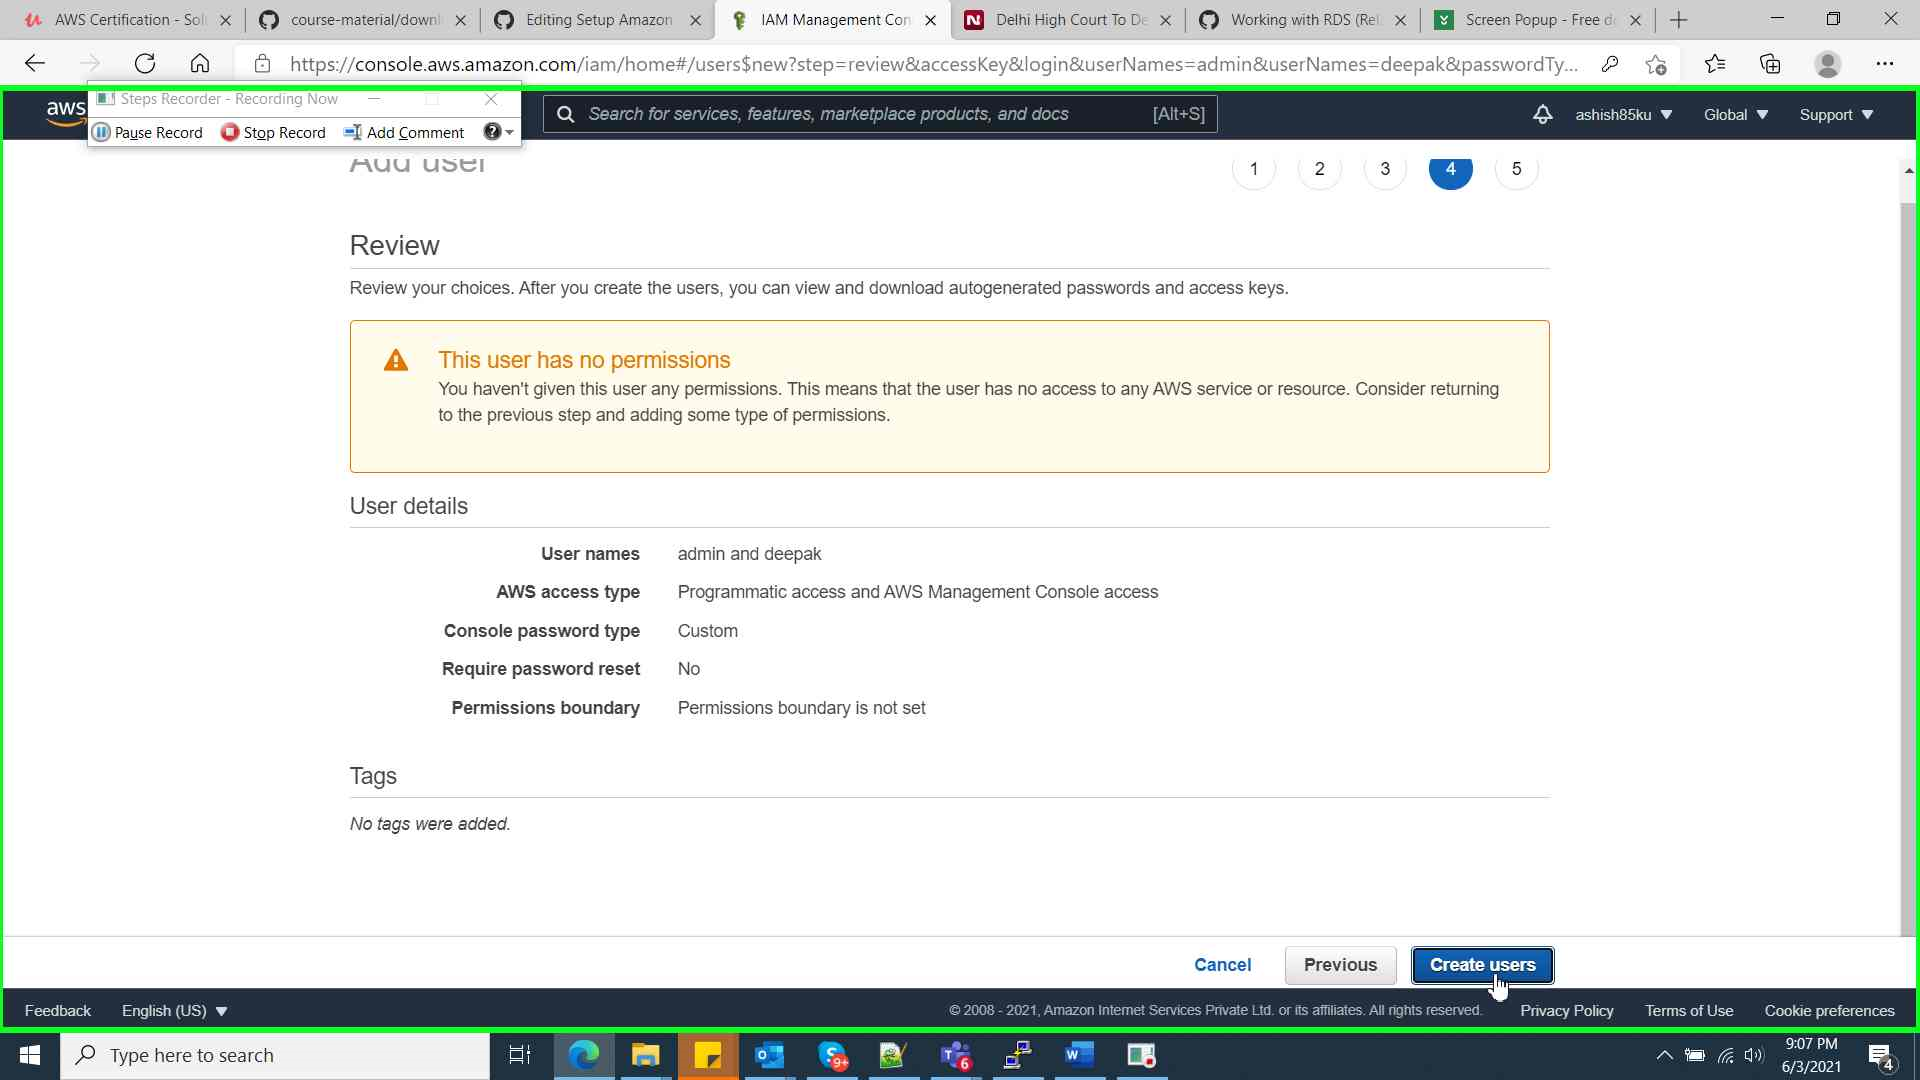 AWS Certification - Sol
course-material/downl
Editing Setup Amazon
IAM Management Con
Delhi High Court To De
Working with RDS (Rel
Screen Popup - Free d
https://console.aws.amazon.com/iam/home#/users$new?step=review&accessKey&login&userNames=admin&userNames=deepak&passwordTy...
Steps Recorder - Recording Now
Pause Record
Stop Record
Add Comment
aws
Search for services, features, marketplace products, and docs
[Alt+S]
ashish85ku
Global
Support
Add user
1
2
3
4
5
Review
Review your choices. After you create the users, you can view and download autogenerated passwords and access keys.
This user has no permissions
You haven't given this user any permissions. This means that the user has no access to any AWS service or resource. Consider returning
to the previous step and adding some type of permissions.
User details
User names admin and deepak
AWS access type Programmatic access and AWS Management Console access
Console password type Custom
Require password reset No
Permissions boundary Permissions boundary is not set
Tags
No tags were added.
Cancel
Previous
Create users
Feedback
English (US)
© 2008 - 2021, Amazon Internet Services Private Ltd. or its affiliates. All rights reserved.
Privacy Policy
Terms of Use
Cookie preferences
Type here to search
9+
6
9:07 PM
6/3/2021
4